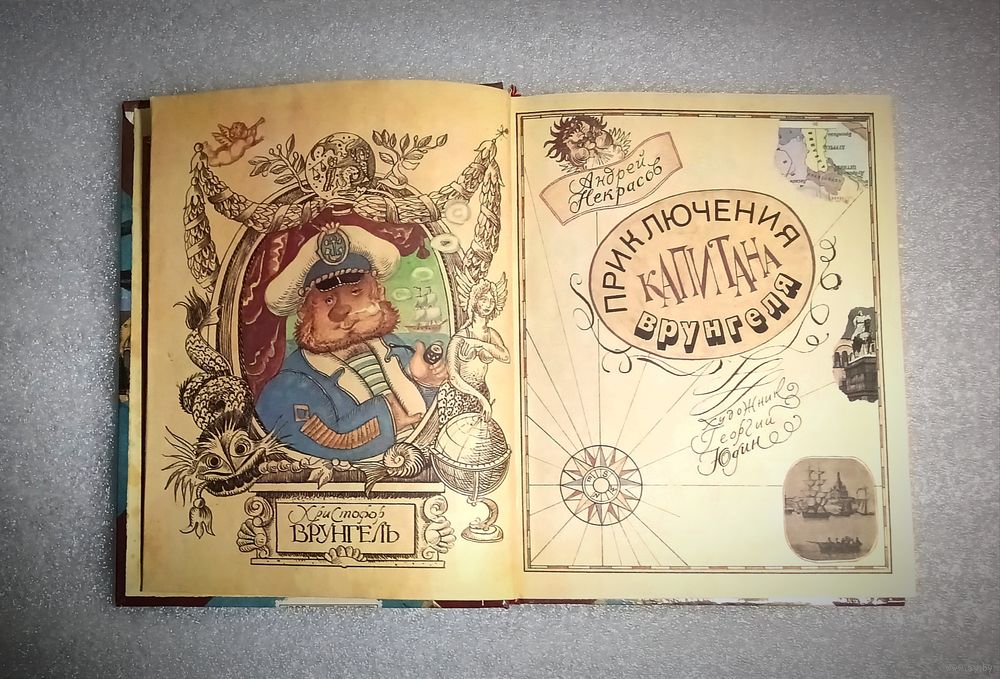 Христофор
ВРУНГЕЛЬ
Андрей
Некрасов
ПРИКЛЮЧЕНИЯ
КАПИТАНА
ВРУНГЕЛЯ
художник
Георгий
Юдин